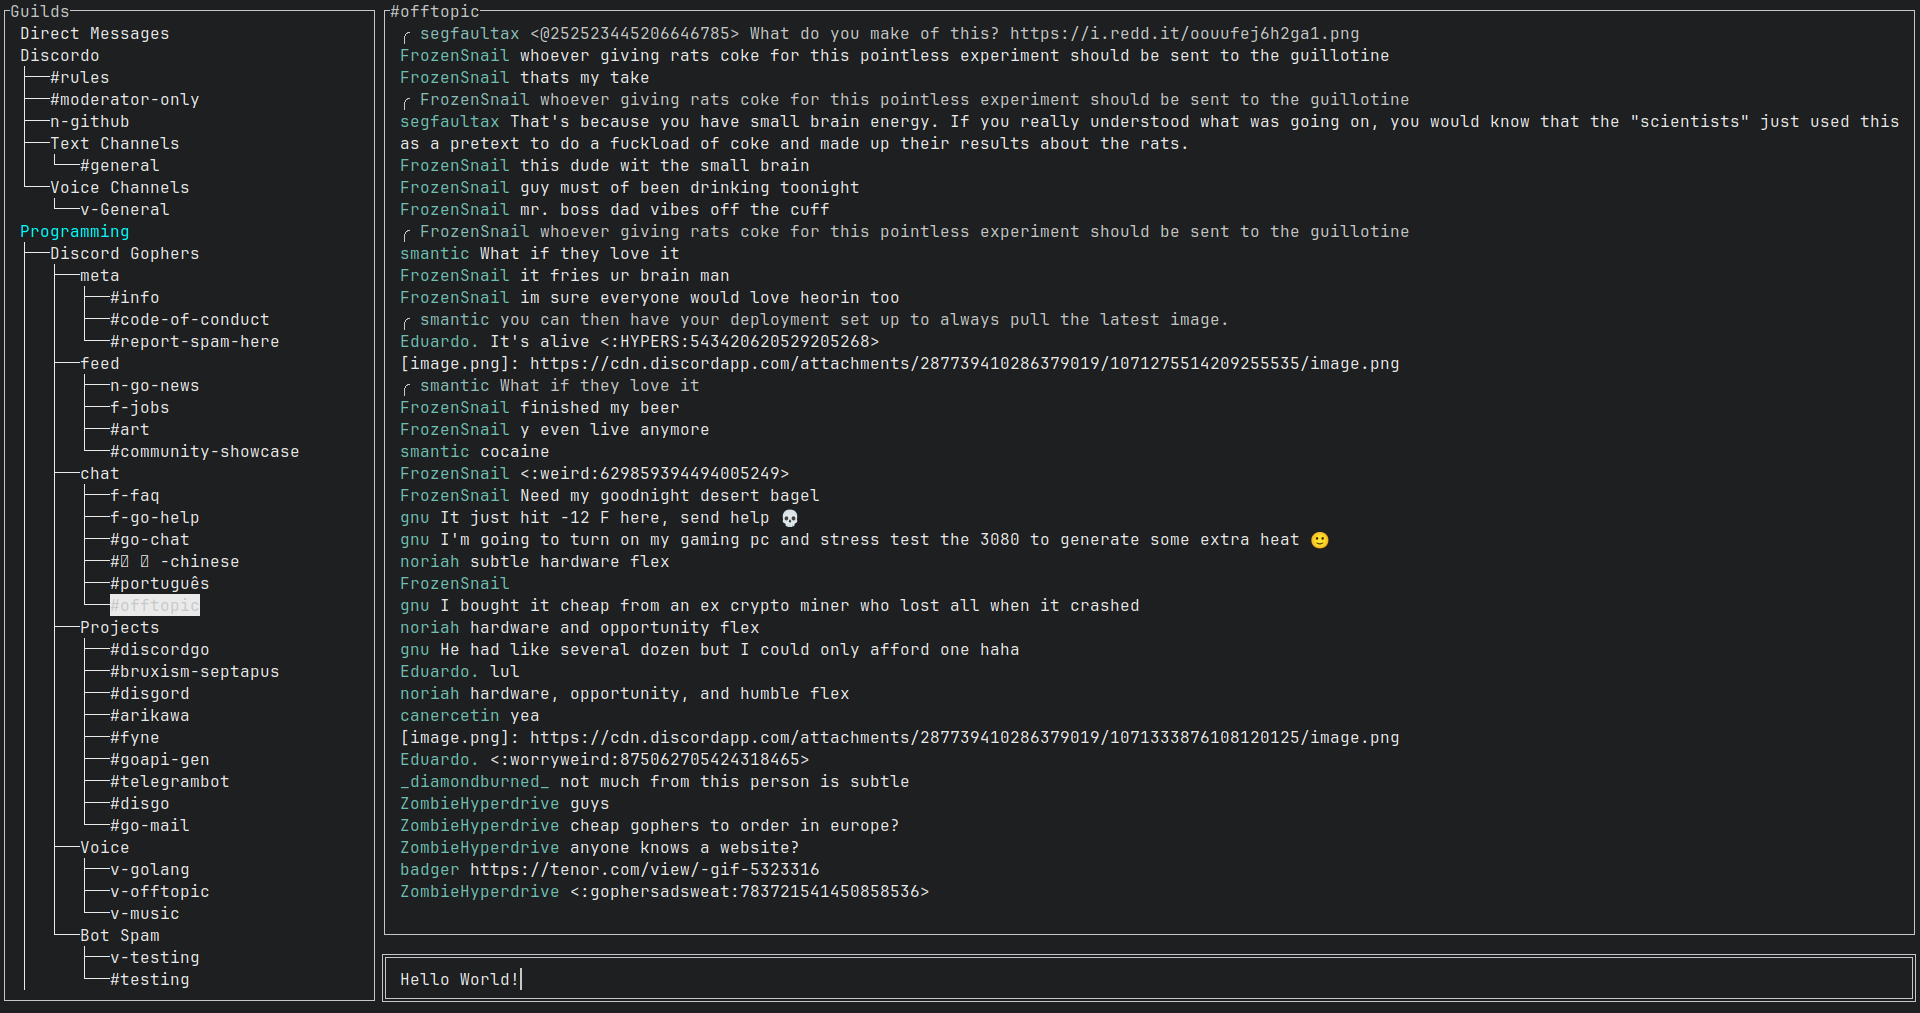 Guilds
Direct Messages
Discordo
#rules
#moderator-only
n-github
Text Channels
#general
Voice Channels
v-General
Programming
Discord Gophers
meta
#info
#code-of-conduct
#report-spam-here
feed
n-go-news
f-jobs
#art
#community-showcase
chat
f-faq
f-go-help
#go-chat
# -chinese
#português
#offtopic
Projects
#discordgo
#bruxism-septapus
#disgord
#arikawa
#fyne
#goapi-gen
#telegrambot
#disgo
#go-mail
Voice
v-golang
v-offtopic
v-music
Bot Spam
v-testing
#testing
#offtopic
segfaultax <@252523445206646785> What do you make of this? https://i.redd.it/oouufej6h2ga1.png
FrozenSnail whoever giving rats coke for this pointless experiment should be sent to the guillotine
FrozenSnail thats my take
FrozenSnail whoever giving rats coke for this pointless experiment should be sent to the guillotine
segfaultax That's because you have small brain energy. If you really understood what was going on, you would know that the "scientists" just used this
as a pretext to do a fuckload of coke and made up their results about the rats.
FrozenSnail this dude wit the small brain
FrozenSnail guy must of been drinking toonight
FrozenSnail mr. boss dad vibes off the cuff
FrozenSnail whoever giving rats coke for this pointless experiment should be sent to the guillotine
smantic What if they love it
FrozenSnail it fries ur brain man
FrozenSnail im sure everyone would love heorin too
smantic you can then have your deployment set up to always pull the latest image.
Eduardo. It's alive <:HYPERS:543420620529205268>
[image.png]: https://cdn.discordapp.com/attachments/287739410286379019/1071275514209255535/image.png
smantic What if they love it
FrozenSnail finished my beer
FrozenSnail y even live anymore
smantic cocaine
FrozenSnail <:weird:629859394494005249>
FrozenSnail Need my goodnight desert bagel
gnu It just hit -12 F here, send help 💀
gnu I'm going to turn on my gaming pc and stress test the 3080 to generate some extra heat 🙂
noriah subtle hardware flex
FrozenSnail
gnu I bought it cheap from an ex crypto miner who lost all when it crashed
noriah hardware and opportunity flex
gnu He had like several dozen but I could only afford one haha
Eduardo. lul
noriah hardware, opportunity, and humble flex
canercetin yea
[image.png]: https://cdn.discordapp.com/attachments/287739410286379019/1071333876108120125/image.png
Eduardo. <:worryweird:875062705424318465>
_diamondburned_ not much from this person is subtle
ZombieHyperdrive guys
ZombieHyperdrive cheap gophers to order in europe?
ZombieHyperdrive anyone knows a website?
badger https://tenor.com/view/-gif-5323316
ZombieHyperdrive <:gophersadsweat:783721541450858536>
Hello World!